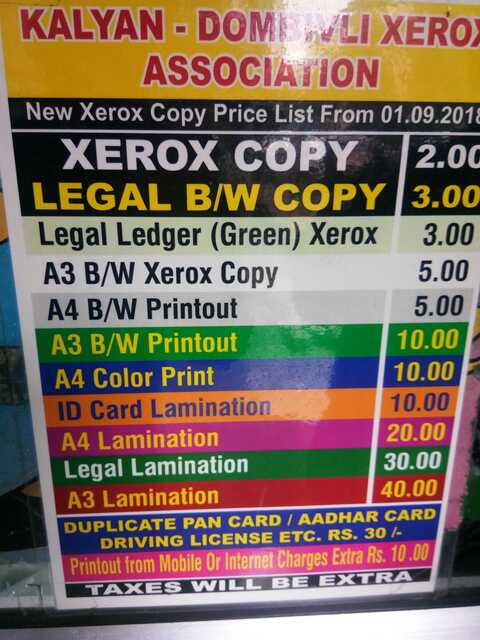 KALYAN - DOMBIVLI XEROX
ASSOCIATION
New Xerox Copy Price List From 01.09.2018
XEROX COPY 2.00
LEGAL B/W COPY 3.00
Legal Ledger (Green) Xerox 3.00
A3 B/W Xerox Copy 5.00
A4 B/W Printout 5.00
A3 B/W Printout 10.00
A4 Color Print 10.00
ID Card Lamination 10.00
A4 Lamination 20.00
Legal Lamination 30.00
A3 Lamination 40.00
DUPLICATE PAN CARD / AADHAR CARD
DRIVING LICENSE ETC. RS. 30 /-
Printout from Mobile Or Internet Charges Extra Rs. 10 .00
TAXES WILL BE EXTRA